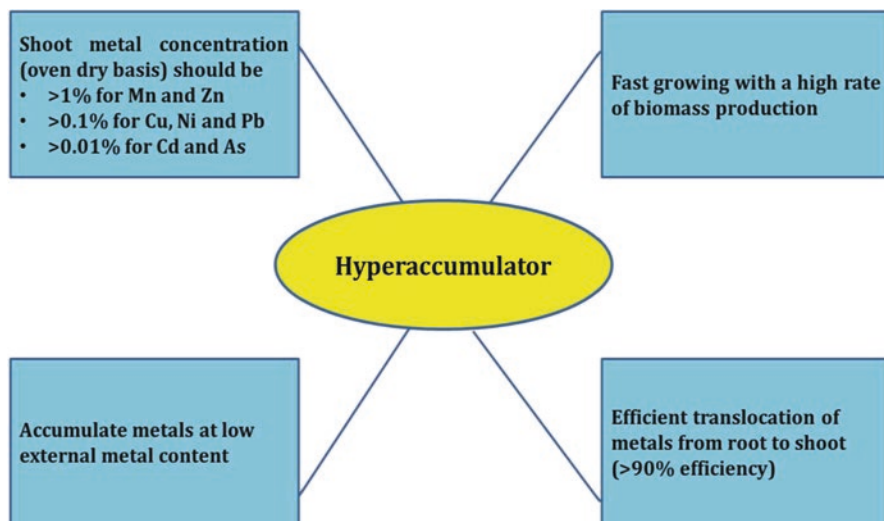 Shoot metal concentration
(oven dry basis) should be
• >1% for Mn and Zn
• >0.1% for Cu, Ni and Pb
• >0.01% for Cd and As
Fast growing with a high rate
of biomass production
Hyperaccumulator
Accumulate metals at low
external metal content
Efficient translocation of
metals from root to shoot
(>90% efficiency)